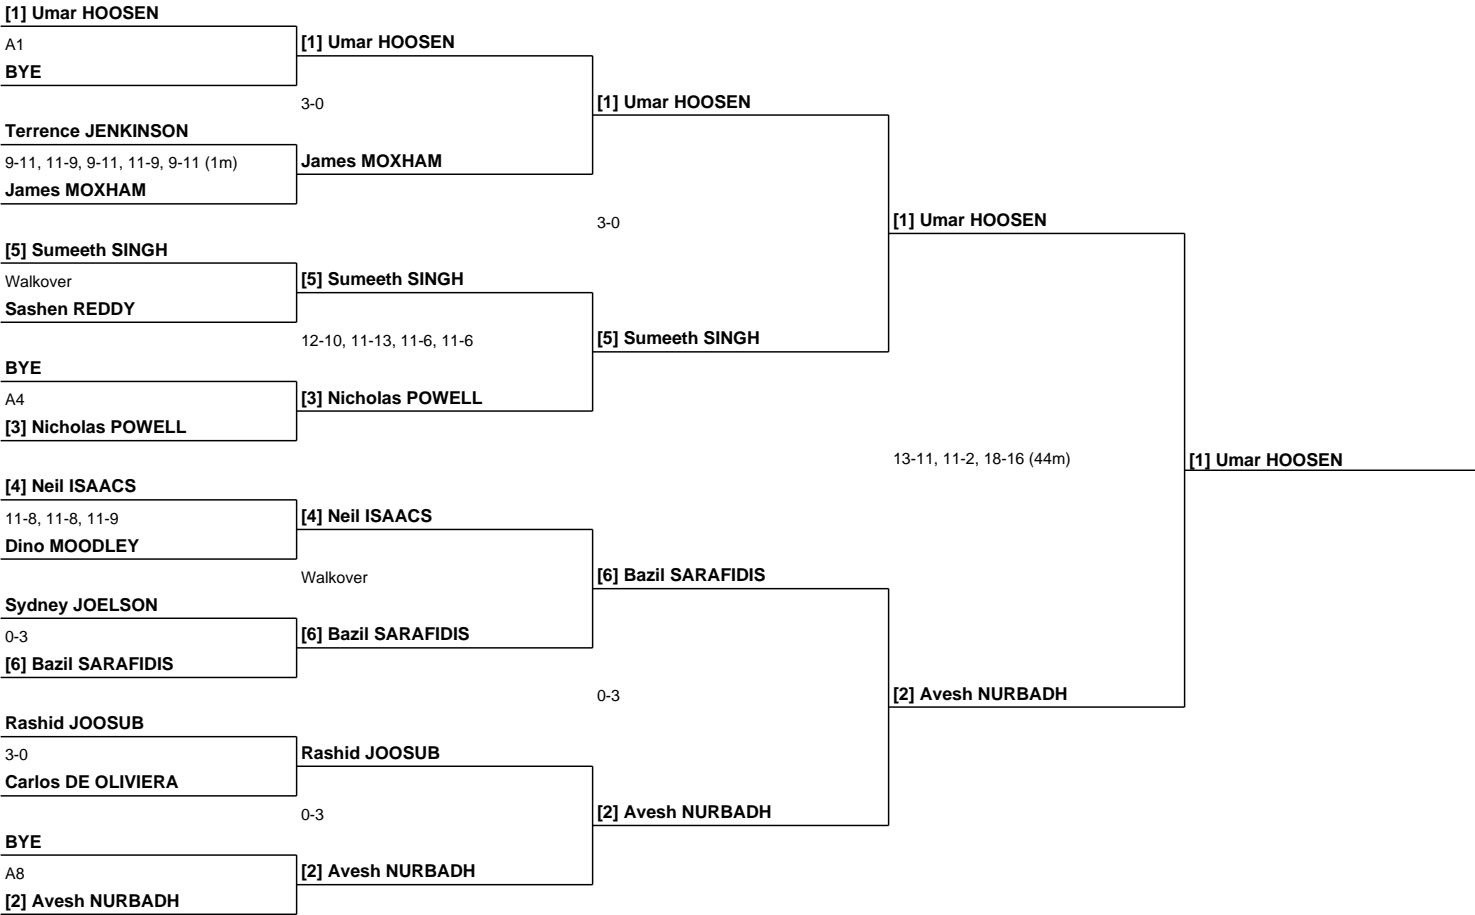 [1] Umar HOOSEN
A1
BYE
[1] Umar HOOSEN
3-0
[1] Umar HOOSEN
Terrence JENKINSON
9-11, 11-9, 9-11, 11-9, 9-11 (1m)
James MOXHAM
James MOXHAM
3-0
[1] Umar HOOSEN
[5] Sumeeth SINGH
Walkover
Sashen REDDY
[5] Sumeeth SINGH
12-10, 11-13, 11-6, 11-6
[5] Sumeeth SINGH
BYE
A4
[3] Nicholas POWELL
[3] Nicholas POWELL
13-11, 11-2, 18-16 (44m)
[1] Umar HOOSEN
[4] Neil ISAACS
11-8, 11-8, 11-9
Dino MOODLEY
[4] Neil ISAACS
Walkover
[6] Bazil SARAFIDIS
Sydney JOELSON
0-3
[6] Bazil SARAFIDIS
[6] Bazil SARAFIDIS
0-3
[2] Avesh NURBADH
Rashid JOOSUB
3-0
Carlos DE OLIVIERA
Rashid JOOSUB
0-3
[2] Avesh NURBADH
BYE
A8
[2] Avesh NURBADH
[2] Avesh NURBADH